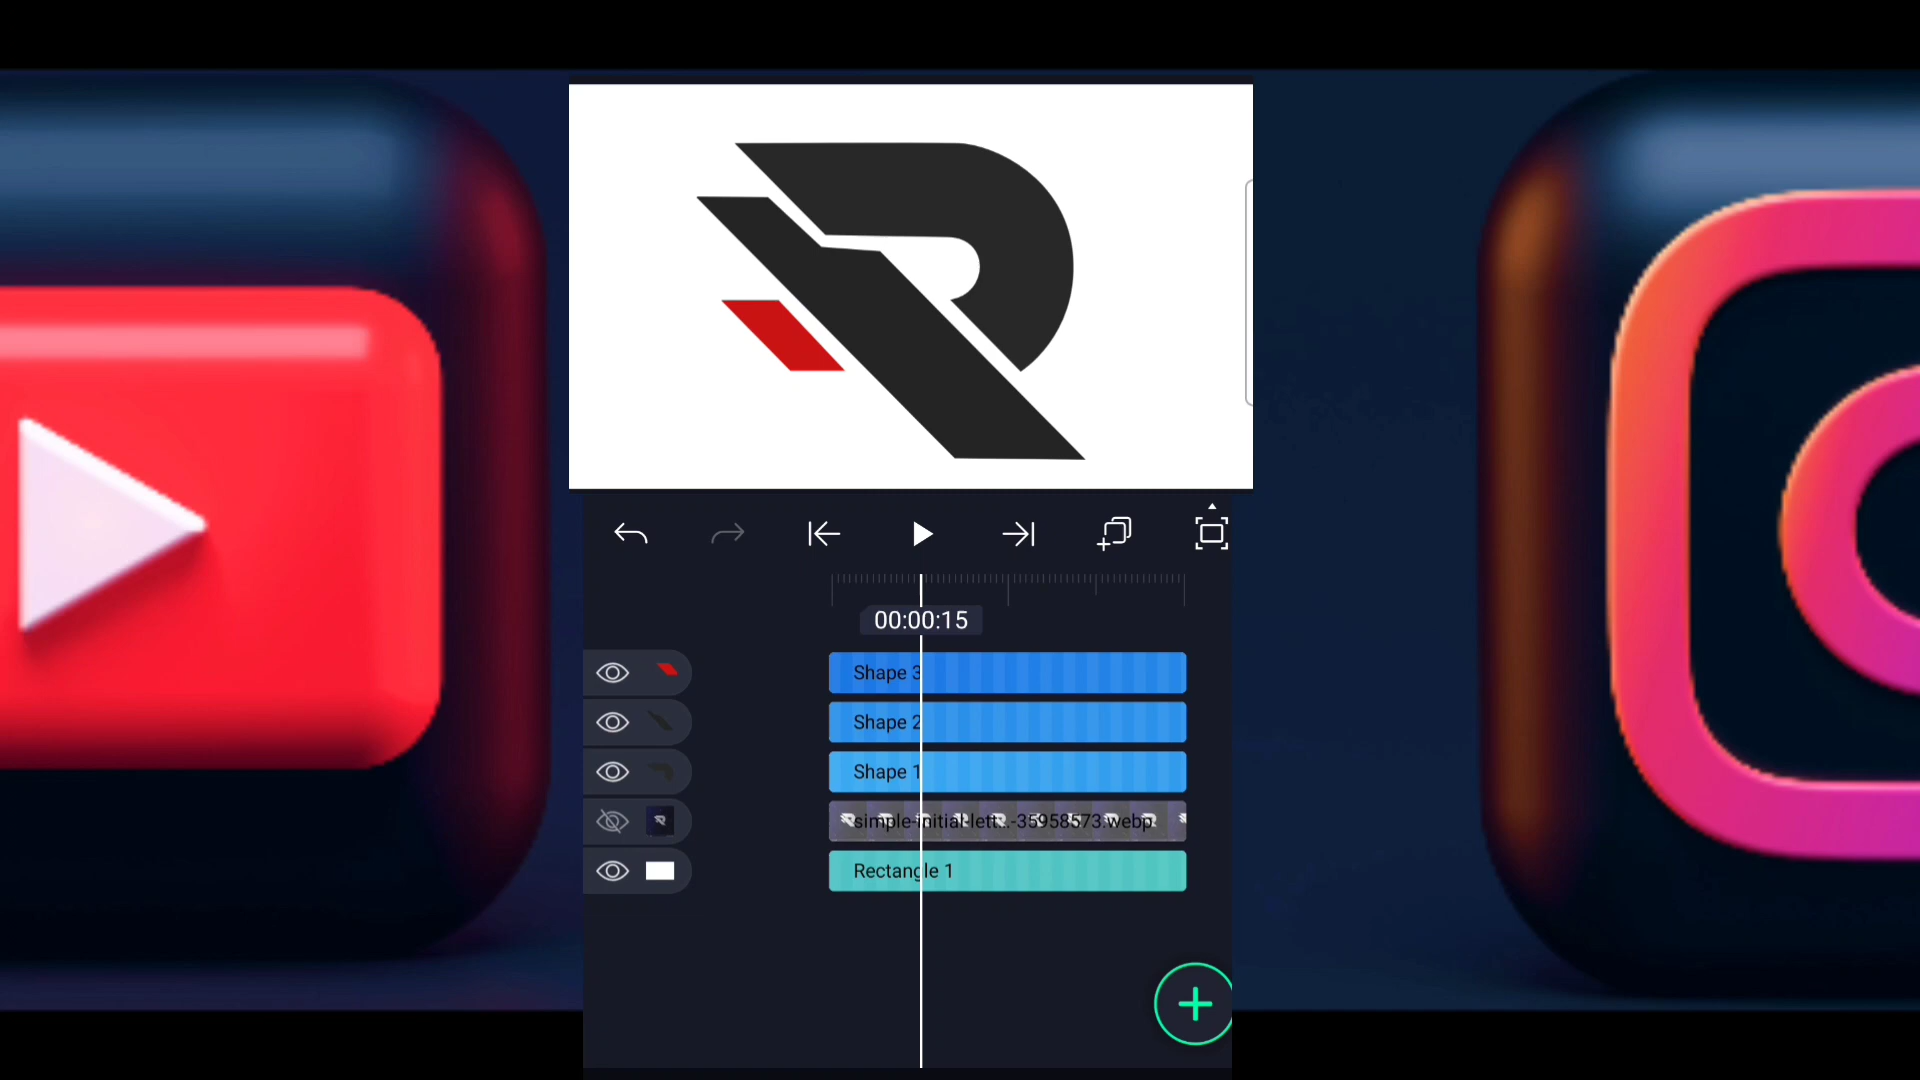 00:00:15
Shape 3
Shape 2
Shape 1
simple-initial-lett...-35958573.webp
Rectangle 1